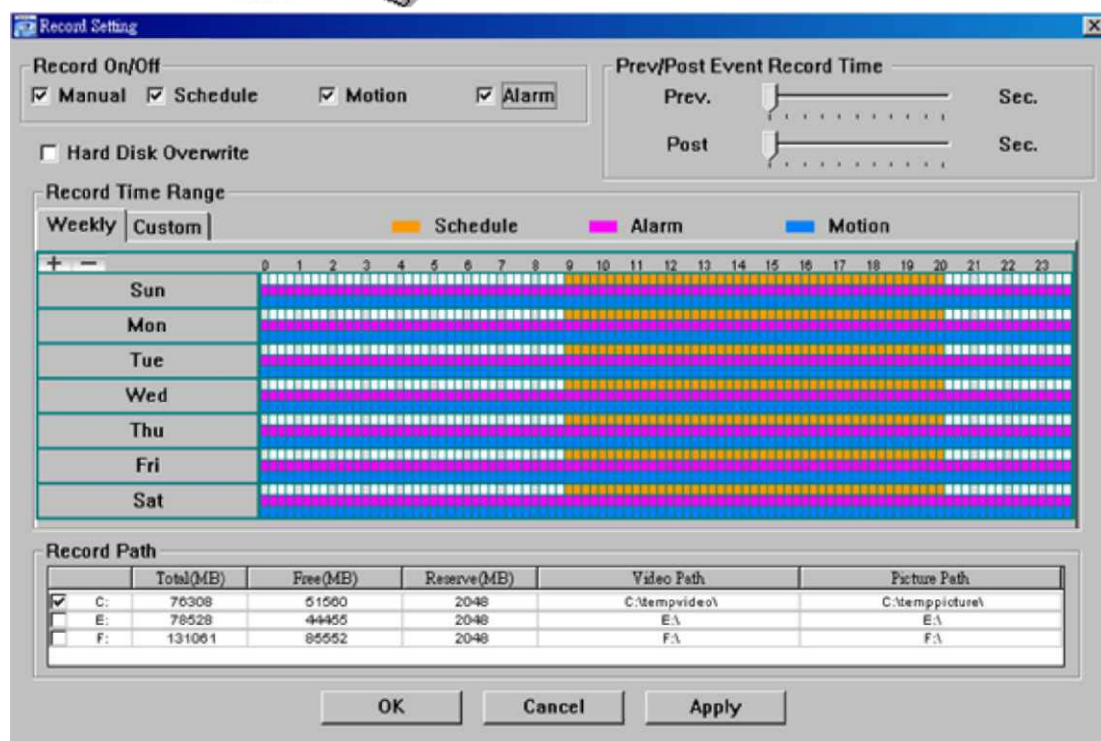 Record Setting
Record On/Off
Manual Schedule Motion Alarm
Prev/Post Event Record Time
Prev. Sec.
Post Sec.
Hard Disk Overwrite
Record Time Range
Weekly Custom Schedule Alarm Motion
+ - 0 1 2 3 4 5 6 7 8 9 10 11 12 13 14 15 16 17 18 19 20 21 22 23
Sun
Mon
Tue
Wed
Thu
Fri
Sat
Record Path
Total(MB) Free(MB) Reserve(MB) Video Path Picture Path
C: 76308 51560 2048 C:\tempvideo\ C:\temppicture\
E: 78528 44455 2048 E:\ E:\
F: 131061 85552 2048 F:\ F:\
OK Cancel Apply